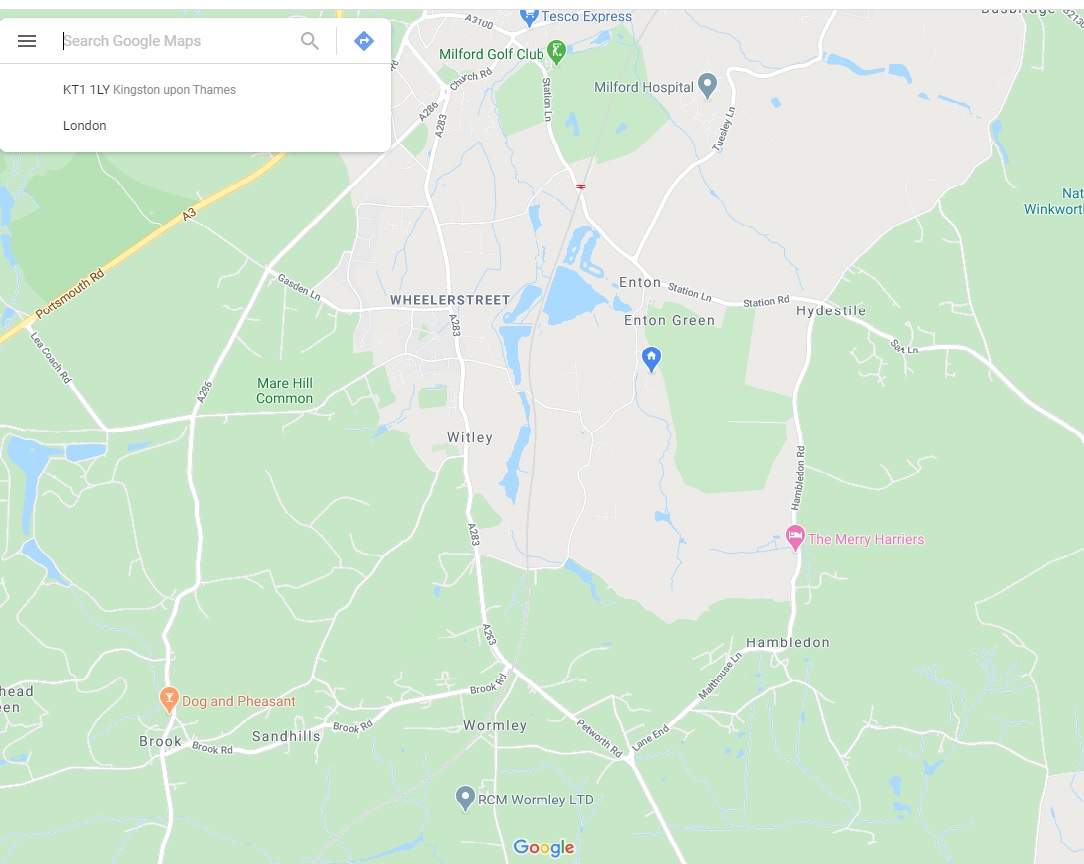 Tesco Express
A3100
Search Google Maps
Milford Golf Club
Church Rd
Milford Hospital
Station Ln
KT1 1LY Kingston upon Thames
A286
A283
Tuesley Ln
London
A3
Winkworth
Portsmouth Rd
Gasden Ln
Enton
Station Ln
WHEELERSTREET
Station Rd
Hydestile
A283
Enton Green
Salt Ln
Lea Coach Rd
Mare Hill
Common
A286
Witley
Hambledon Rd
A283
The Merry Harriers
A283
Hambledon
Malthouse Ln
Brook Rd
Dog and Pheasant
Wormley
Brook Rd
Petworth Rd
Lane End
Sandhills
Brook
Brook Rd
RCM Wormley LTD
Google